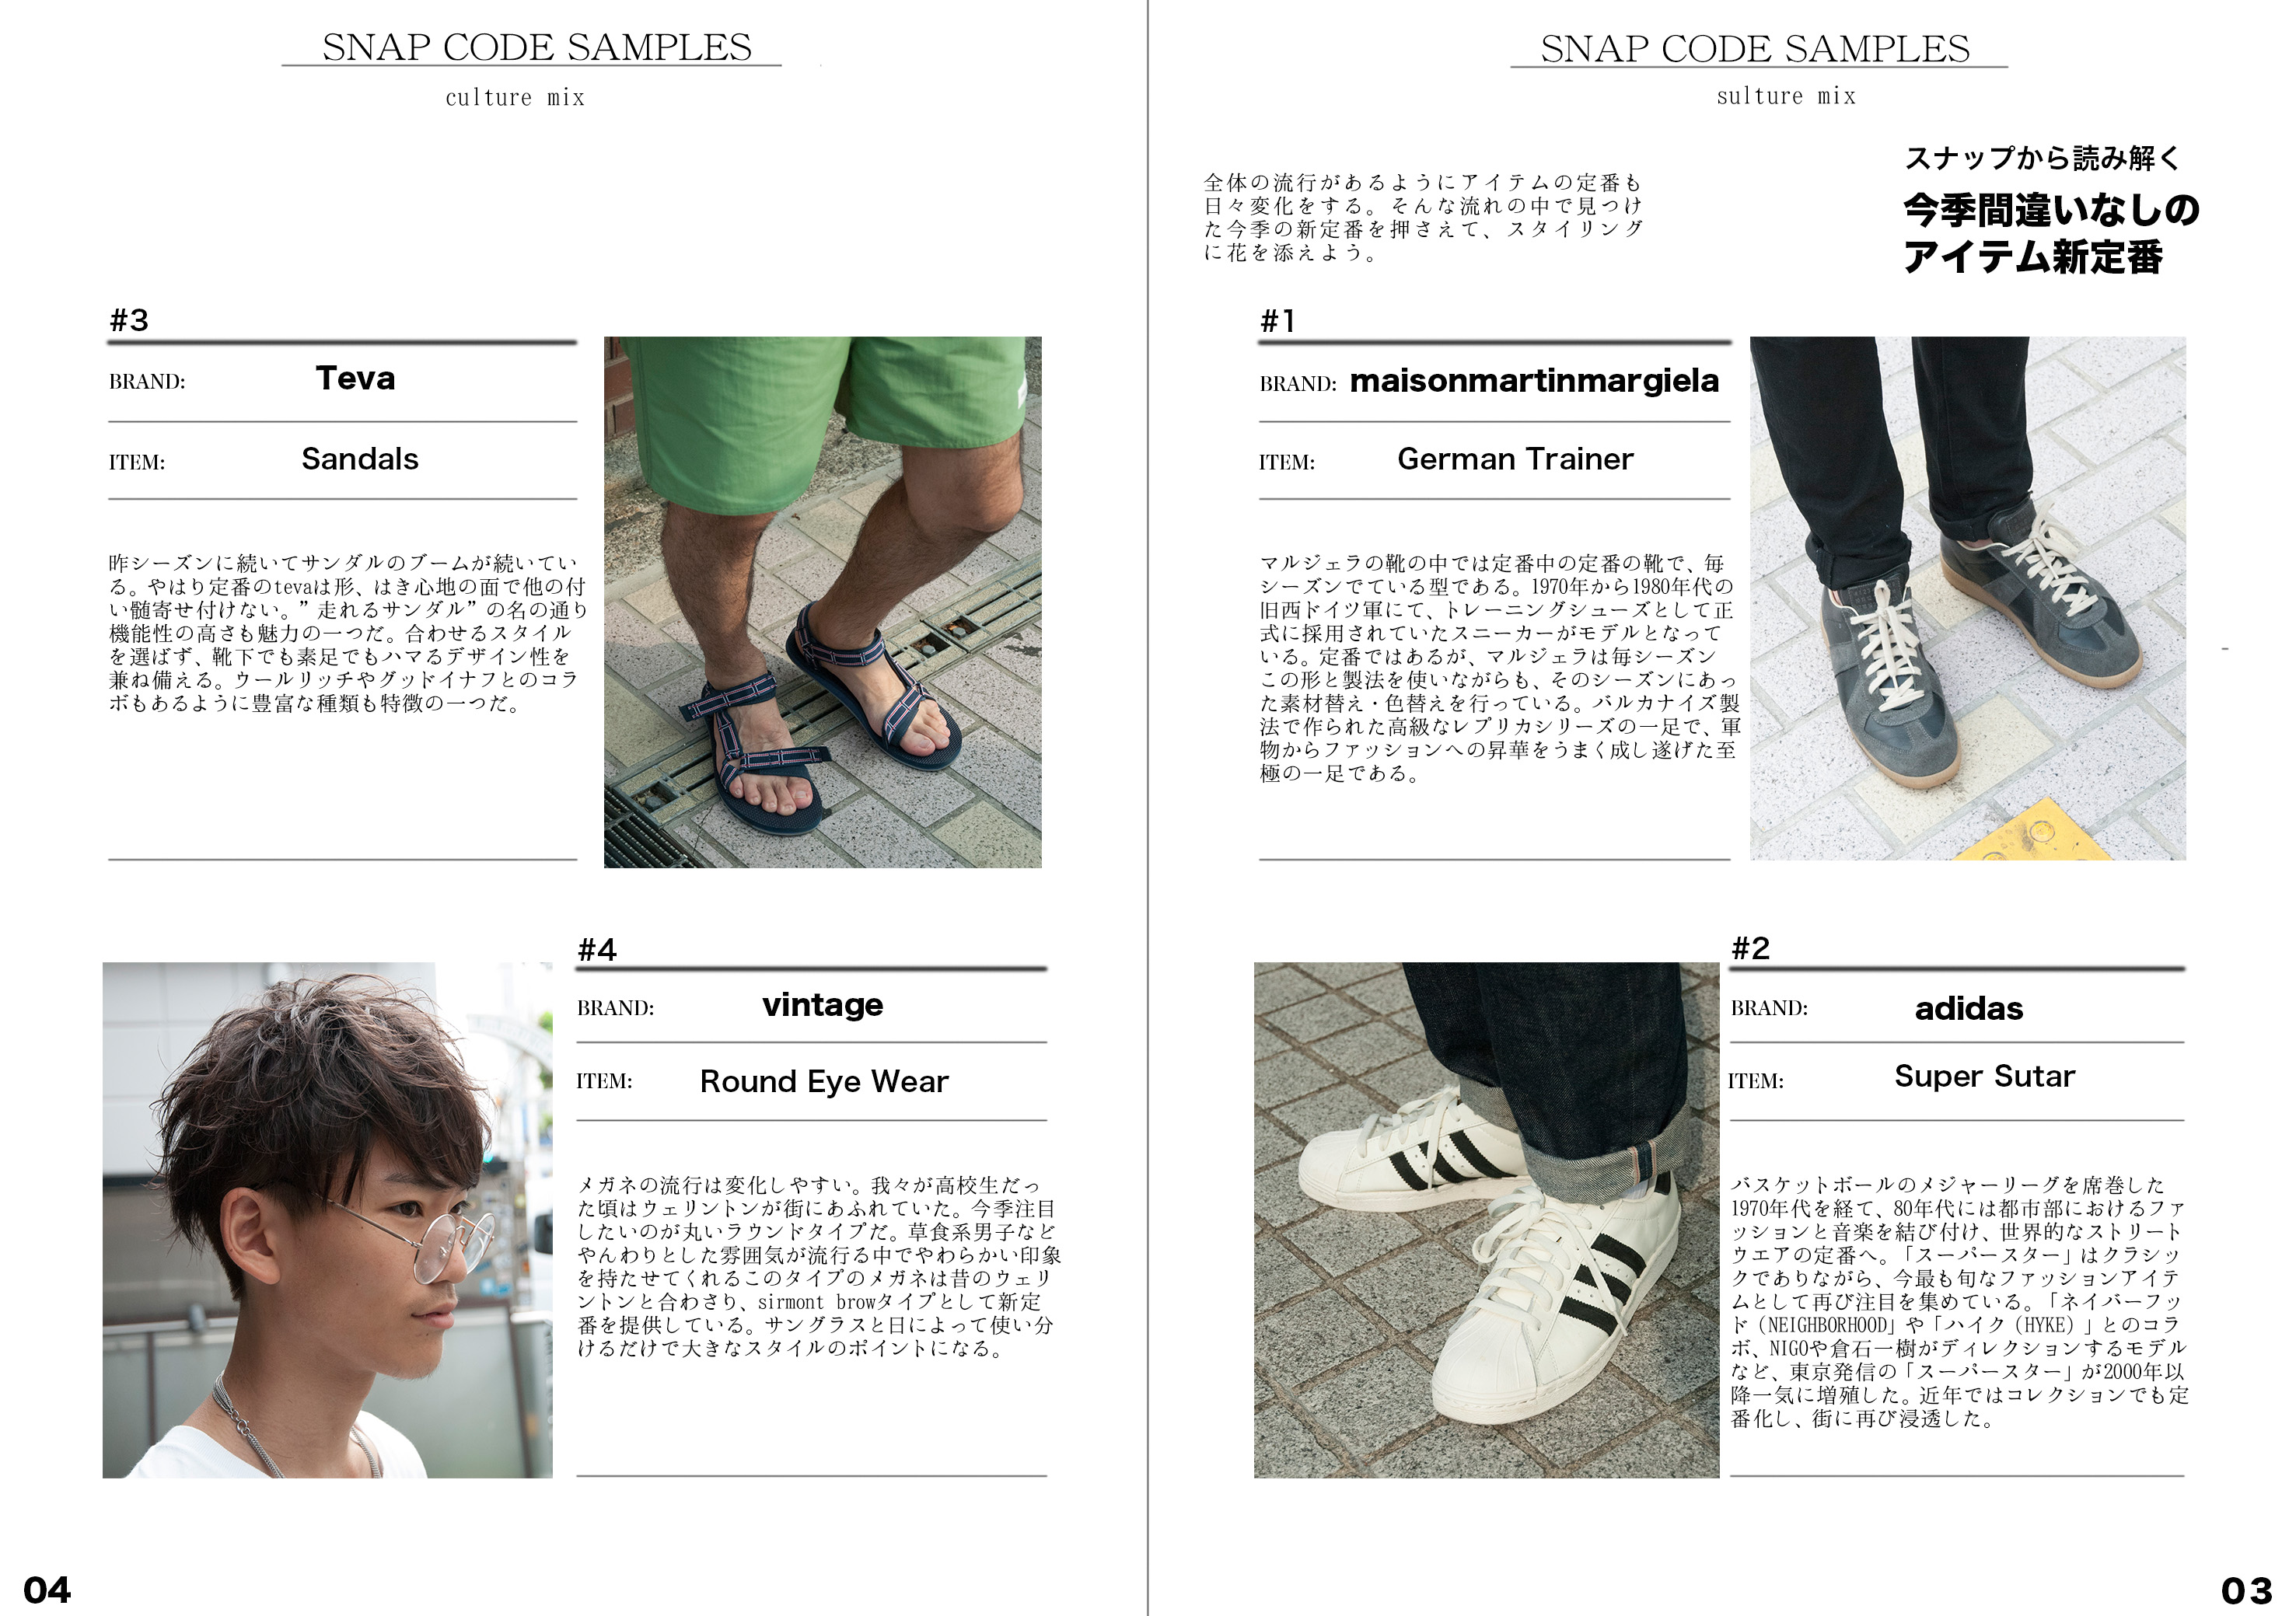 SNAP CODE SAMPLES
sulture mix
スナップから読み解く
今季間違いなしの
アイテム新定番
全体の流行があるようにアイテムの定番も
日々変化をする。そんな流れの中で見つけ
た今季の新定番を押さえて、スタイリング
に花を添えよう。
#1
BRAND: maisonmartinmargiela
ITEM: German Trainer
マルジェラの靴の中では定番中の定番の靴で、毎
シーズンでている型である。1970年から1980年代の
旧西ドイツ軍にて、トレーニングシューズとして正
式に採用されていたスニーカーがモデルとなって
いる。定番ではあるが、マルジェラは毎シーズン
この形と製法を使いながらも、そのシーズンにあっ
た素材替え・色替えを行っている。バルカナイズ製
法で作られた高級なレプリカシリーズの一足で、軍
物からファッションへの昇華をうまく成し遂げた至
極の一足である。
#2
BRAND: adidas
ITEM: Super Sutar
バスケットボールのメジャーリーグを席巻した
1970年代を経て、80年代には都市部におけるファ
ッションと音楽を結び付け、世界的なストリート
ウエアの定番へ。「スーパースター」はクラシッ
クでありながら、今最も旬なファッションアイテ
ムとして再び注目を集めている。「ネイバーフッ
ド（NEIGHBORHOOD」や「ハイク（HYKE）」とのコラ
ボ、NIGOや倉石一樹がディレクションするモデル
など、東京発信の「スーパースター」が2000年以
降一気に増殖した。近年ではコレクションでも定
番化し、街に再び浸透した。
03
SNAP CODE SAMPLES
culture mix
#3
BRAND: Teva
ITEM: Sandals
昨シーズンに続いてサンダルのブームが続いてい
る。やはり定番のtevaは形、はき心地の面で他の付
い髄寄せ付けない。”走れるサンダル”の名の通り
機能性の高さも魅力の一つだ。合わせるスタイル
を選ばず、靴下でも素足でもハマるデザイン性を
兼ね備える。ウールリッチやグッドイナフとのコラ
ボもあるように豊富な種類も特徴の一つだ。
#4
BRAND: vintage
ITEM: Round Eye Wear
メガネの流行は変化しやすい。我々が高校生だっ
た頃はウェリントンが街にあふれていた。今季注目
したいのが丸いラウンドタイプだ。草食系男子など
やんわりとした雰囲気が流行る中でやわらかい印象
を持たせてくれるこのタイプのメガネは昔のウェリ
ントンと合わさり、sirmont browタイプとして新定
番を提供している。サングラスと日によって使い分
けるだけで大きなスタイルのポイントになる。
04